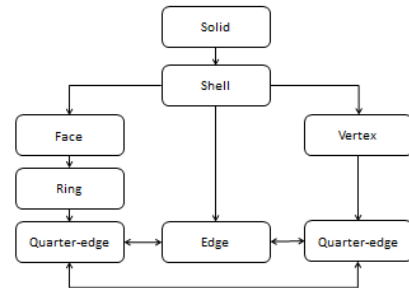 Solid
Shell
Face
Vertex
Ring
Quarter-edge
Edge
Quarter-edge